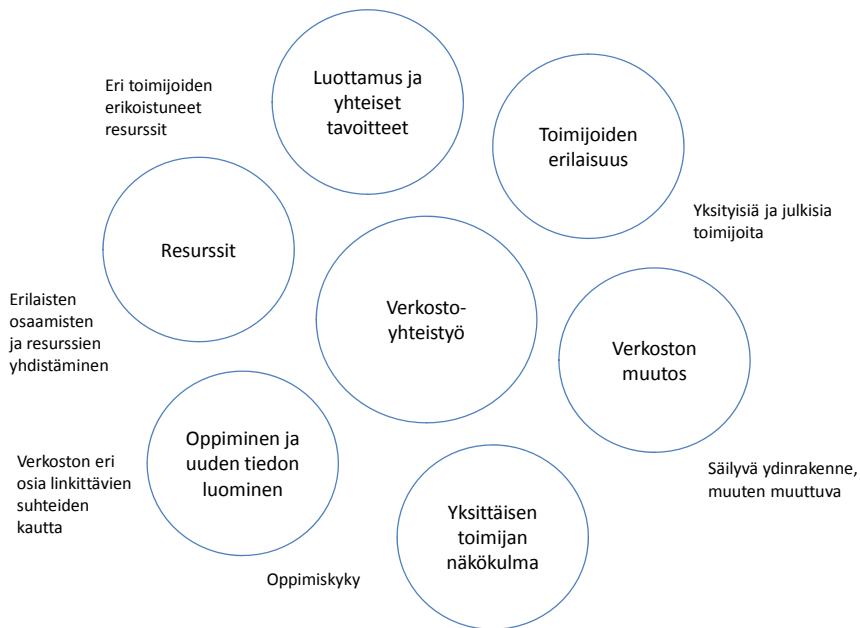 Luottamus ja
yhteiset
tavoitteet
Eri toimijoiden
erikoistuneet
resurssit
Toimijoiden
erilaisuus
Yksityisiä ja julkisia
toimijoita
Resurssit
Verkosto-
yhteistyö
Erilaisten
osaamisten
ja resurssien
yhdistäminen
Verkoston
muutos
Oppiminen ja
uuden tiedon
luominen
Verkoston eri
osia linkittävien
suhteiden
kautta
Säilyvä ydinrakenne,
muuten muuttuva
Yksittäisen
toimijan
näkökulma
Oppimiskyky